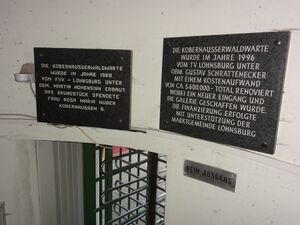 DIE KOBERNAUSSERWALDWARTE
WURDE IM JAHRE 1969
VOM FVV - LOHNSBURG UNTER
OBM. MARTIN HOHENSINN ERBAUT
DAS GRUNDSTÜCK SPENDETE
FRAU ROSA MARIA HUBER
KOBERNAUSSEN 5
DIE KOBERNAUSSERWALDWARTE
WURDE IM JAHRE 1996
VOM TV LOHNSBURG UNTER
OBM. GUSTAV SCHRATTENECKER
MIT EINEM KOSTENAUFWAND
VON CA. S 600.000.- TOTAL RENOVIERT
WOBEI EIN NEUER EINGANG UND
DIE GALERIE GESCHAFFEN WURDE
DIE FINANZIERUNG ERFOLGTE
MIT UNTERSTÜTZUNG DER
MARKTGEMEINDE LOHNSBURG
KEIN AUSGANG